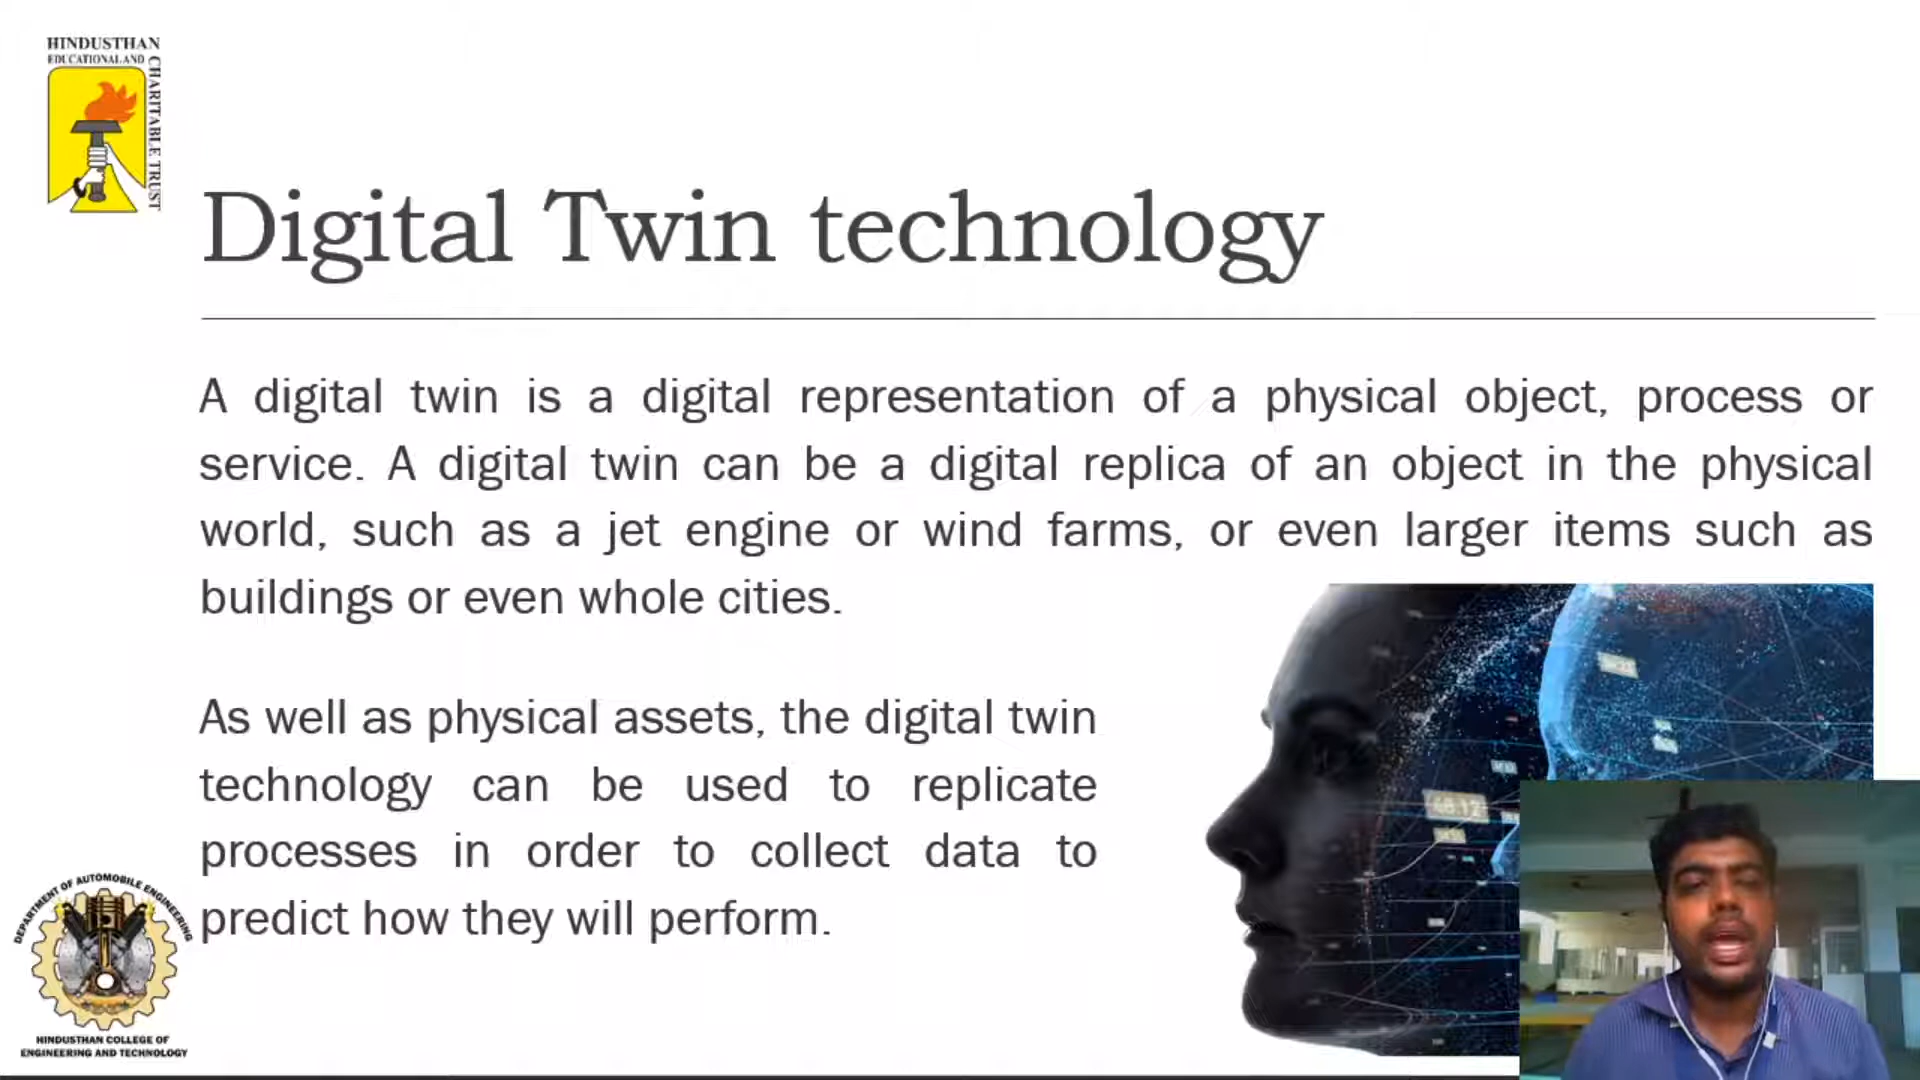 HINDUSTHAN
EDUCATIONAL AND
CHARITABLE TRUST
Digital Twin technology
A digital twin is a digital representation of a physical object, process or
service. A digital twin can be a digital replica of an object in the physical
world, such as a jet engine or wind farms, or even larger items such as
buildings or even whole cities.
As well as physical assets, the digital twin
technology can be used to replicate
processes in order to collect data to
predict how they will perform.
68.12
DEPARTMENT OF AUTOMOBILE ENGINEERING
HINDUSTHAN COLLEGE OF
ENGINEERING AND TECHNOLOGY